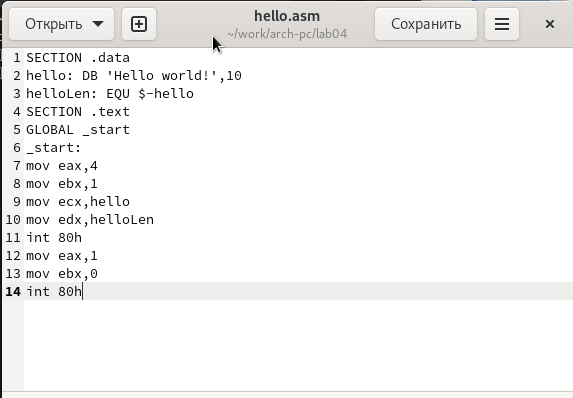 Открыть
hello.asm
~/work/arch-pc/lab04
Сохранить
1 SECTION .data
2 hello: DB 'Hello world!',10
3 helloLen: EQU $-hello
4 SECTION .text
5 GLOBAL _start
6 _start:
7 mov eax,4
8 mov ebx,1
9 mov ecx,hello
10 mov edx,helloLen
11 int 80h
12 mov eax,1
13 mov ebx,0
14 int 80h